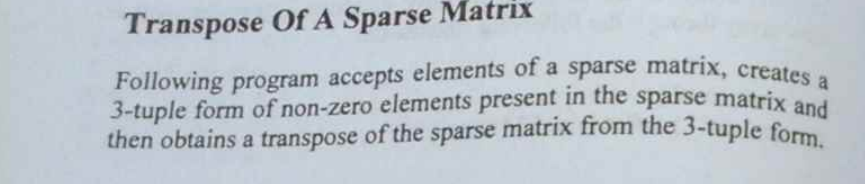 Transpose Of A Sparse Matrix
Following program accepts elements of a sparse matrix, creates a
3-tuple form of non-zero elements present in the sparse matrix and
then obtains a transpose of the sparse matrix from the 3-tuple form.